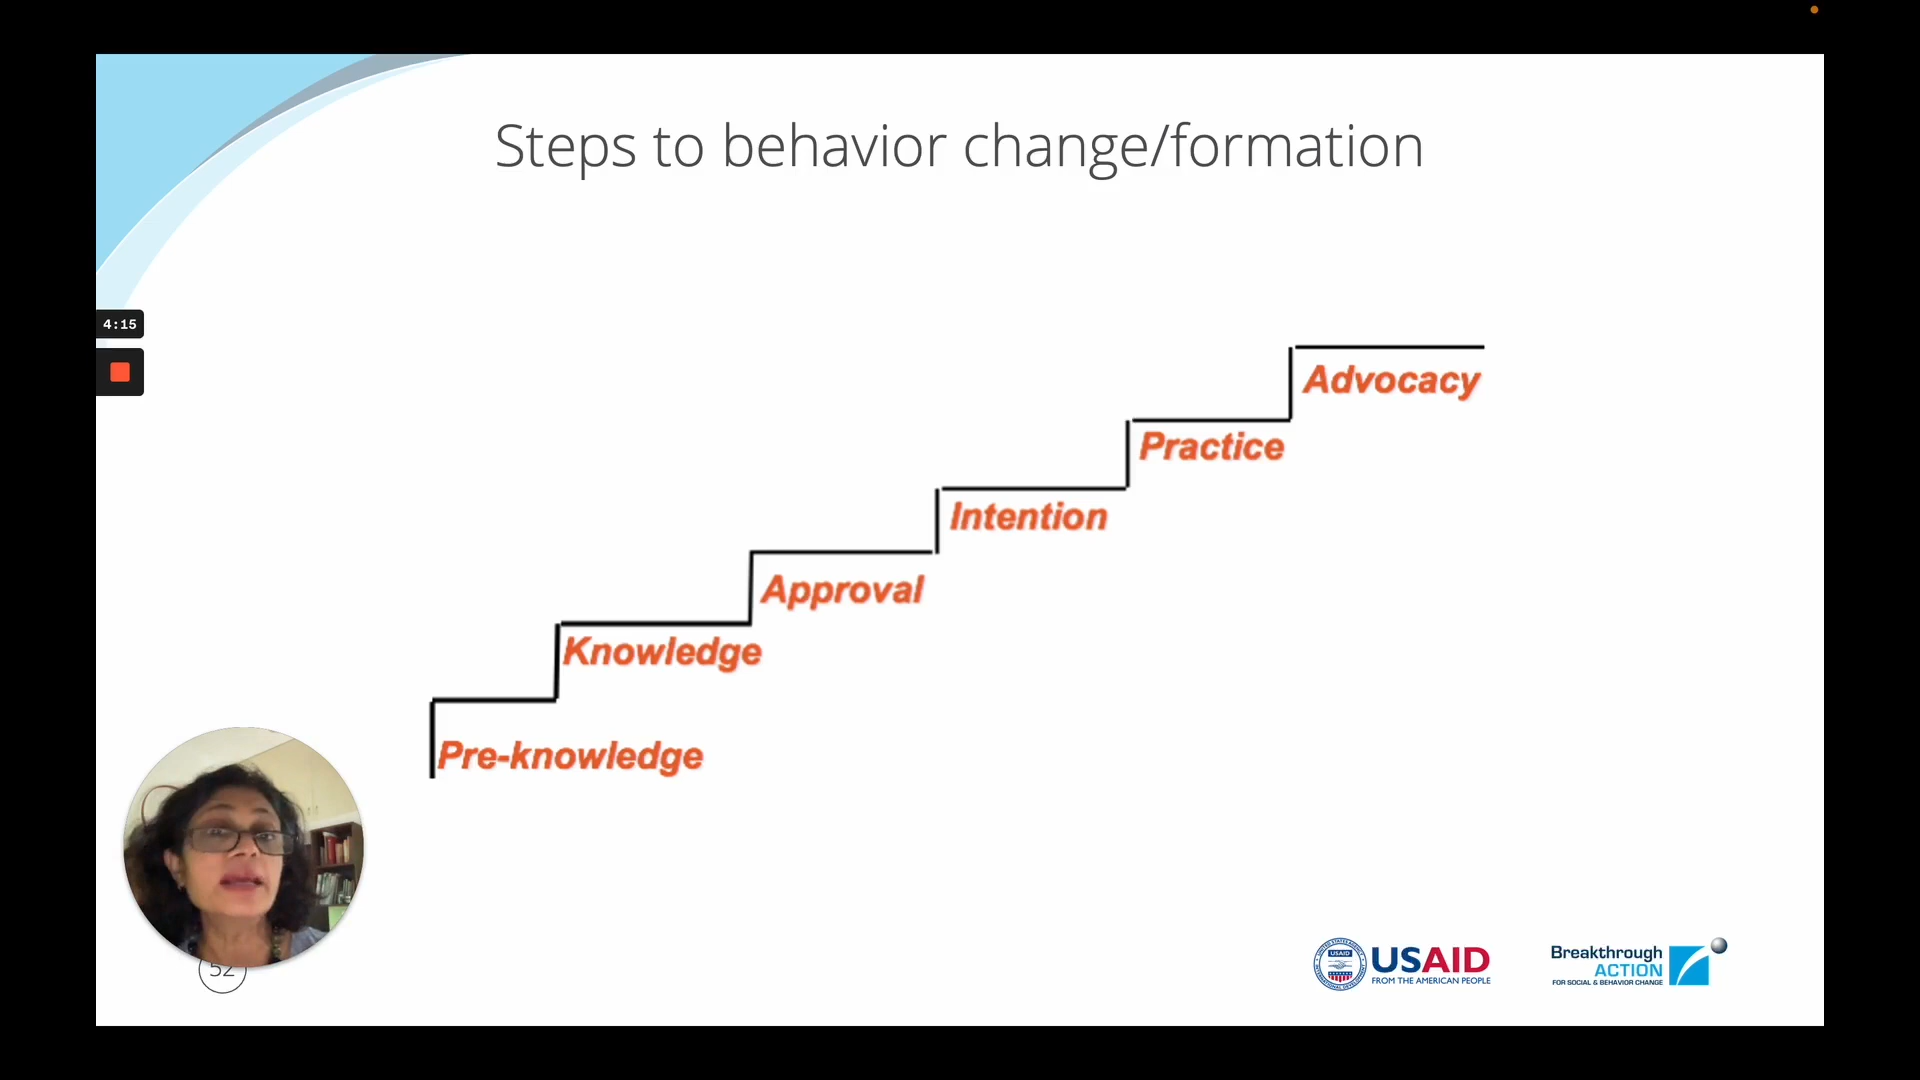 Steps to behavior change/formation
4:15
Advocacy
Practice
Intention
Approval
Knowledge
Pre-knowledge
52
USAID
FROM THE AMERICAN PEOPLE
Breakthrough
ACTION
FOR SOCIAL & BEHAVIOR CHANGE